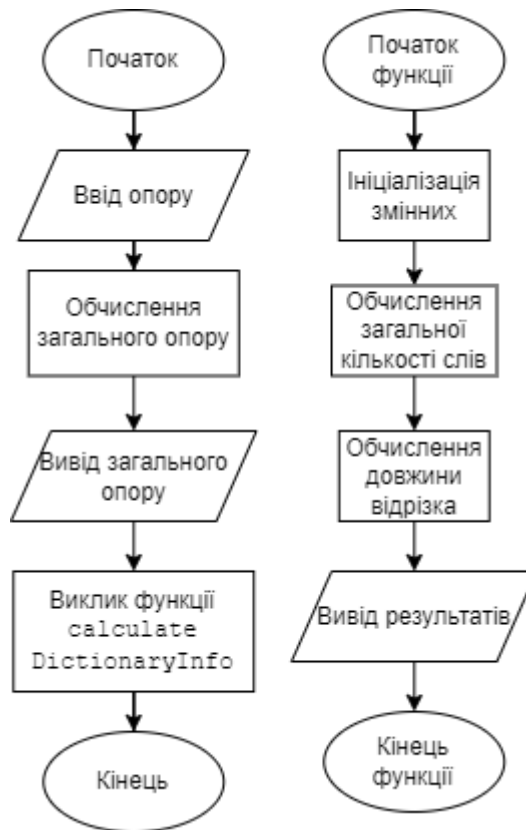 Початок
Ввід опору
Обчислення
загального опору
Вивід загального
опору
Виклик функції
calculate
DictionaryInfo
Кінець
Початок
функції
Ініціалізація
змінних
Обчислення
загальної
кількості слів
Обчислення
довжини
відрізка
Вивід результатів
Кінець
функції